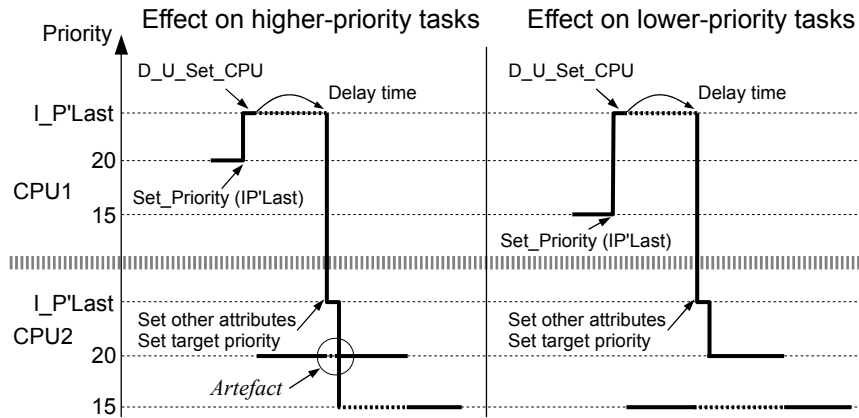 Effect on higher-priority tasks
Effect on lower-priority tasks
Priority
D_U_Set_CPU
Delay time
D_U_Set_CPU
Delay time
I_P'Last
20
CPU1
Set_Priority (IP'Last)
15
Set_Priority (IP'Last)
I_P'Last
CPU2
Set other attributes
Set target priority
Set other attributes
Set target priority
20
Artefact
15